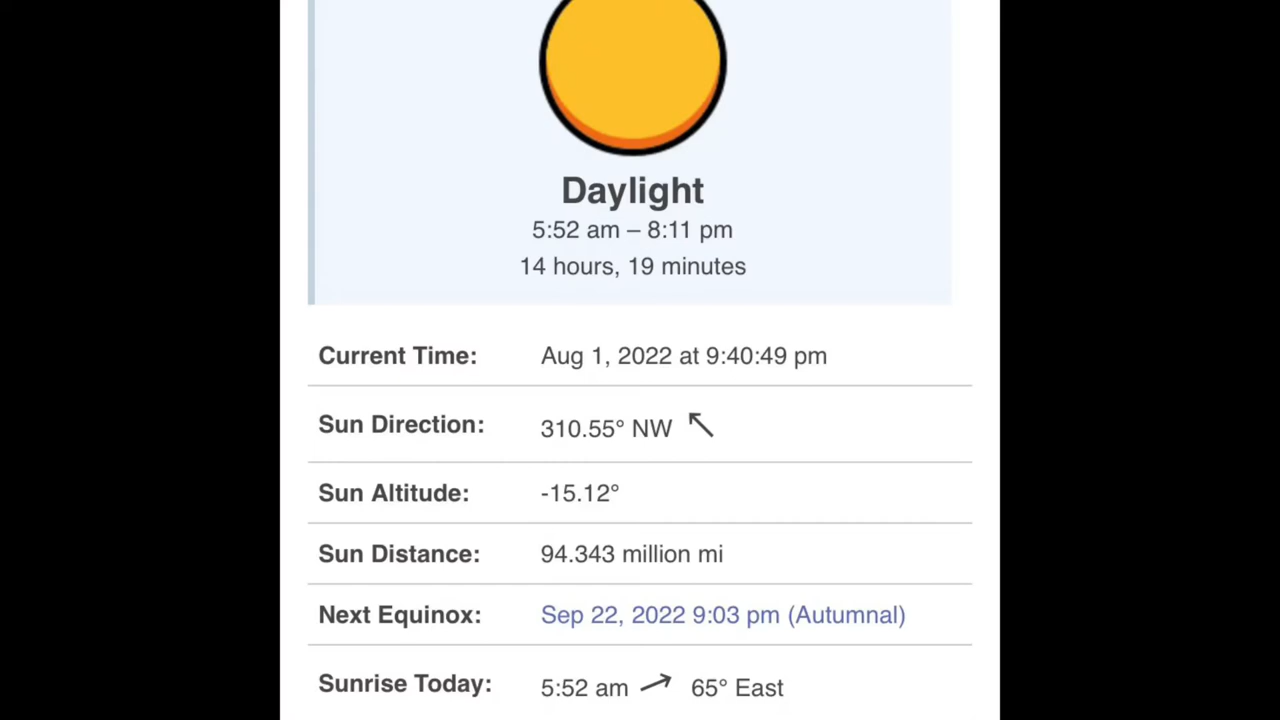 Daylight
5:52 am – 8:11 pm
14 hours, 19 minutes
Current Time: Aug 1, 2022 at 9:40:49 pm
Sun Direction: 310.55° NW ↖
Sun Altitude: -15.12°
Sun Distance: 94.343 million mi
Next Equinox: Sep 22, 2022 9:03 pm (Autumnal)
Sunrise Today: 5:52 am → 65° East